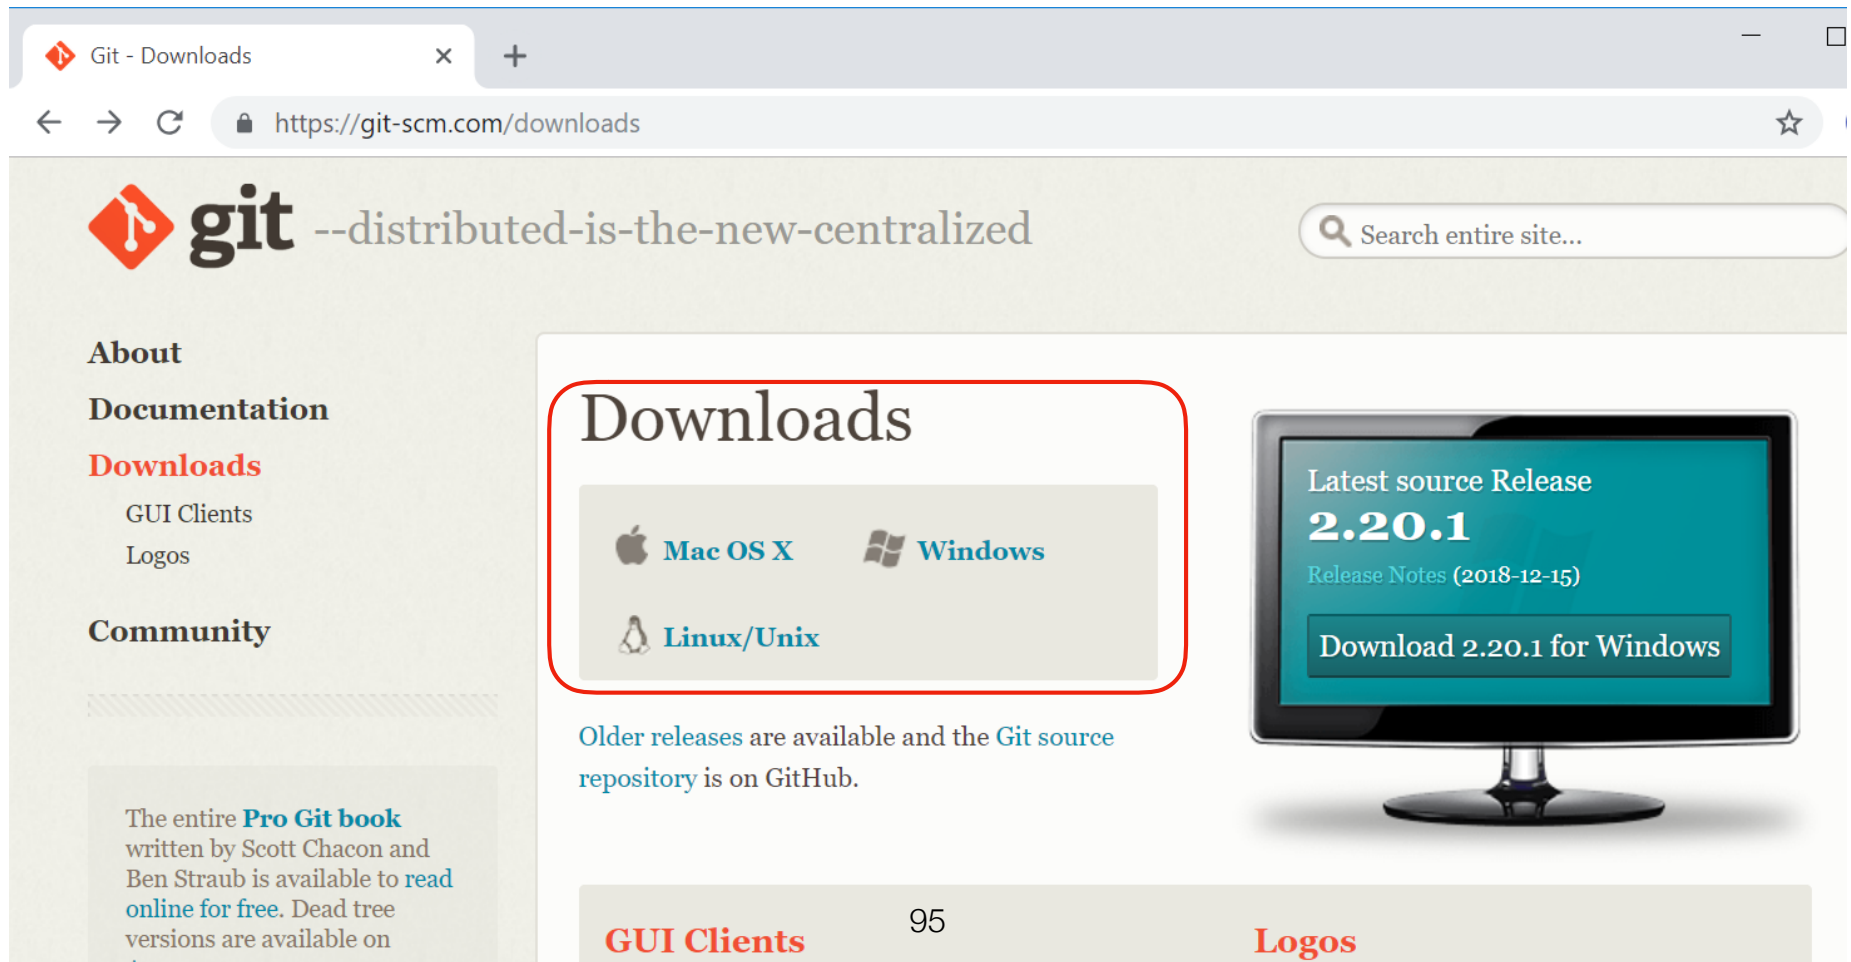 Git - Downloads
https://git-scm.com/downloads
git --distributed-is-the-new-centralized
Search entire site...
About
Documentation
Downloads
GUI Clients
Logos
Community
The entire Pro Git book
written by Scott Chacon and
Ben Straub is available to read
online for free. Dead tree
versions are available on
Downloads
Mac OS X
Windows
Linux/Unix
Older releases are available and the Git source
repository is on GitHub.
Latest source Release
2.20.1
Release Notes (2018-12-15)
Download 2.20.1 for Windows
GUI Clients
Logos
95